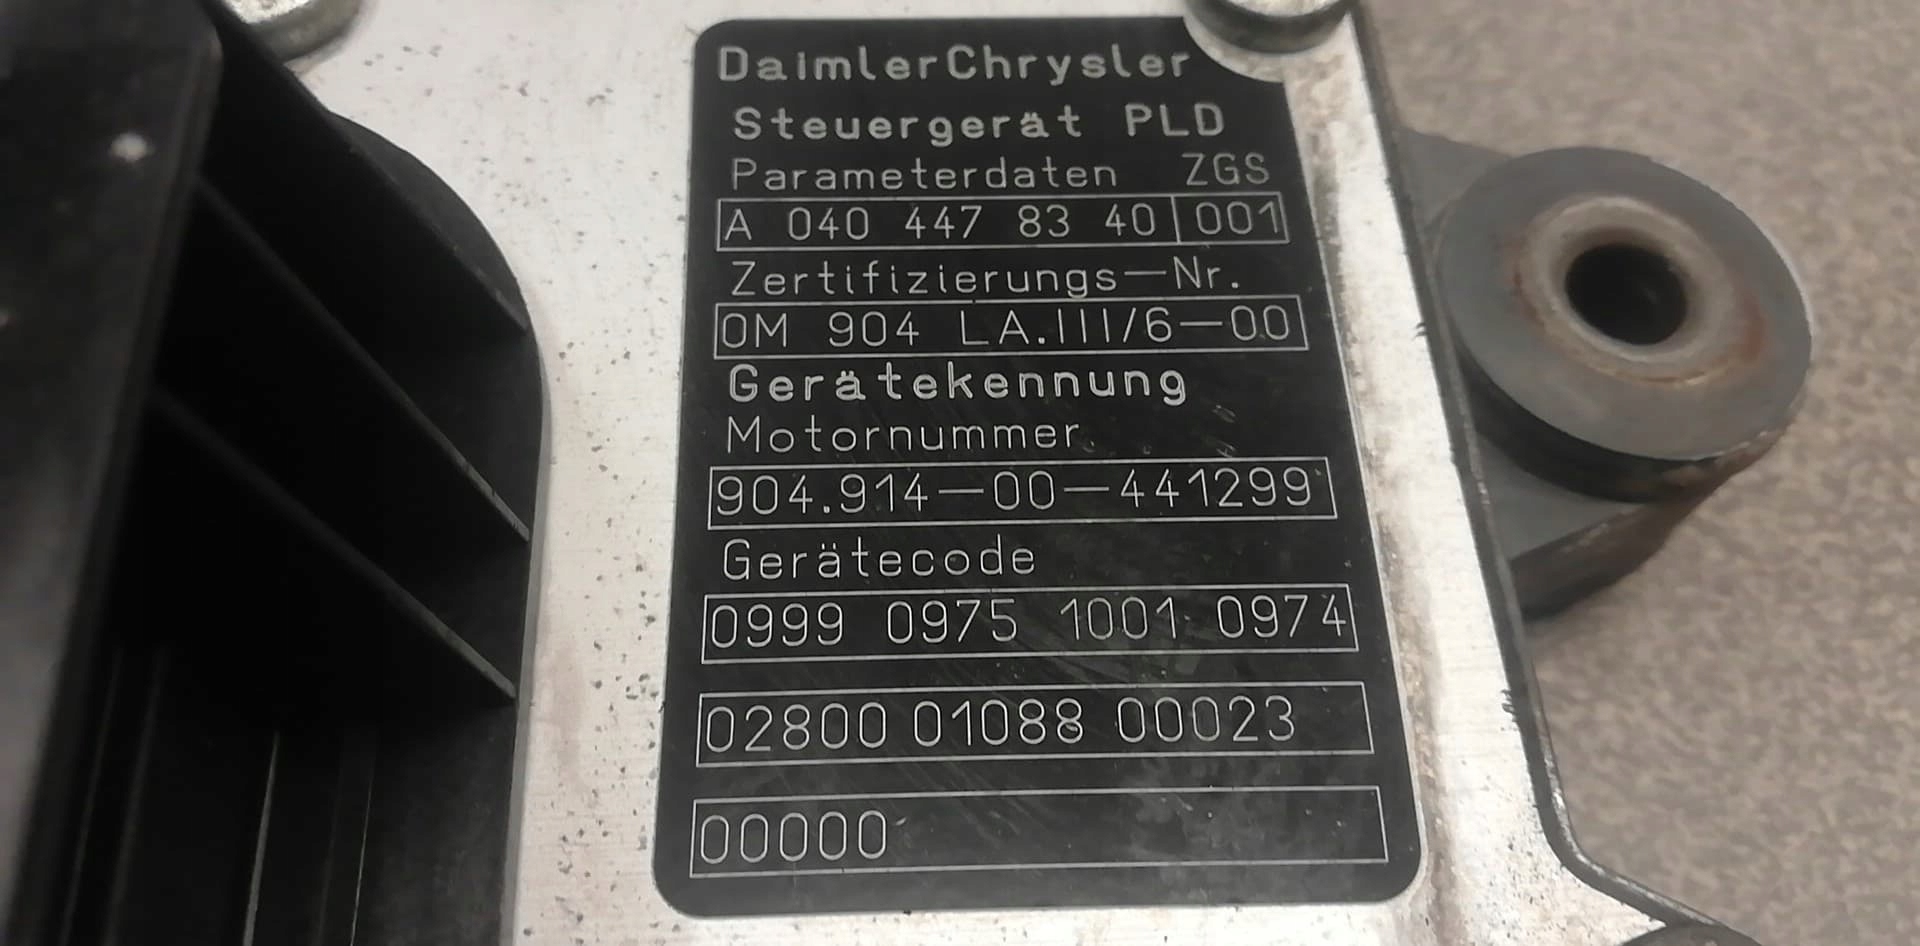 DaimlerChrysler
Steuergerät PLD
Parameterdaten ZGS
A 040 447 83 40 001
Zertifizierungs-Nr.
OM 904 LA.III/6-00
Gerätekennung
Motornummer
904.914-00-441299
Gerätecode
0999 0975 1001 0974
02800 01088 00023
00000